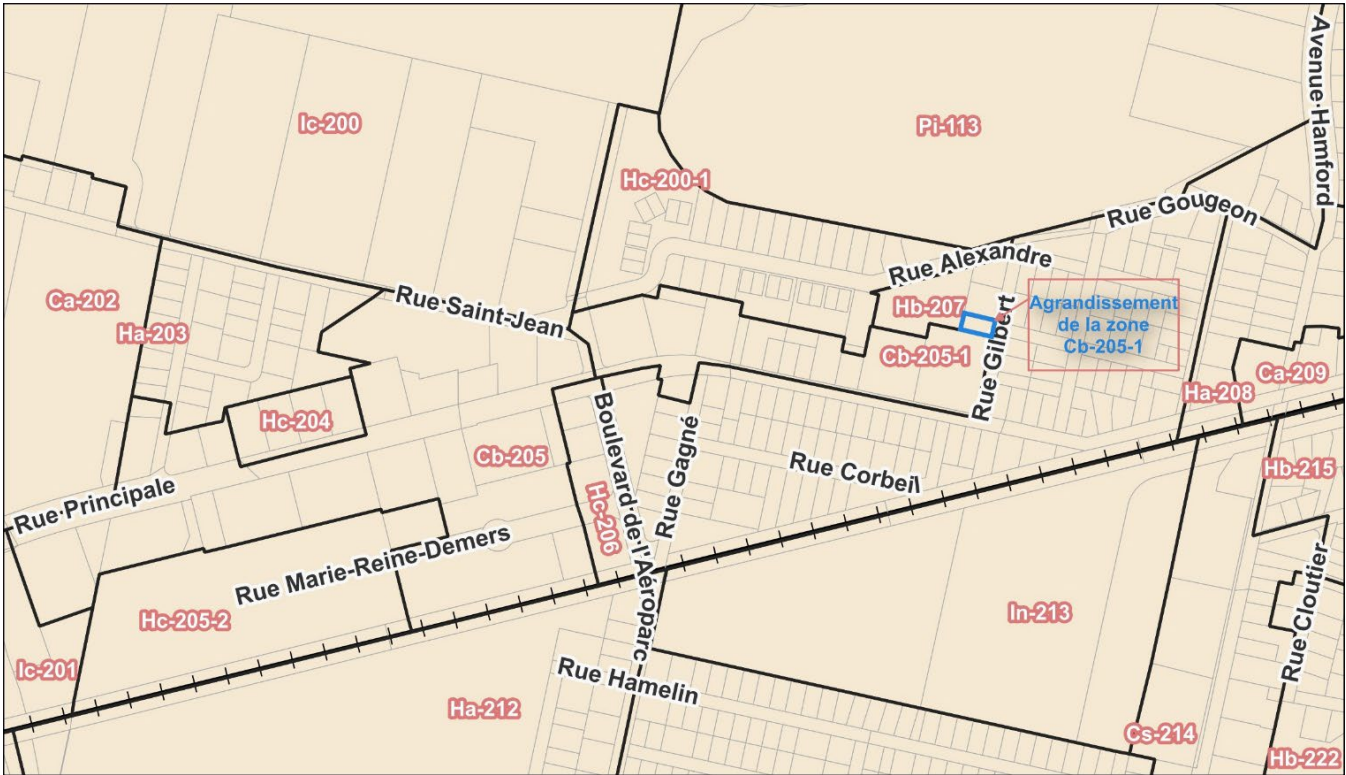 Avenue Hamford
Ic-200
Pi-113
Hc-200-1
Rue Gougeon
Rue Alexandre
Ca-202
Rue Saint-Jean
Hb-207
Rue Gilbert
Agrandissement
de la zone
Cb-205-1
Ha-203
Cb-205-1
Ca-209
Ha-208
Hc-204
Boulevard de l'Aéroparc
Rue Gagné
Cb-205
Rue Corbeil
Hb-215
Rue Principale
Hc-206
Rue Marie-Reine-Demers
Rue Cloutier
Hc-205-2
In-213
Ic-201
Rue Hamelin
Ha-212
Cs-214
Hb-222